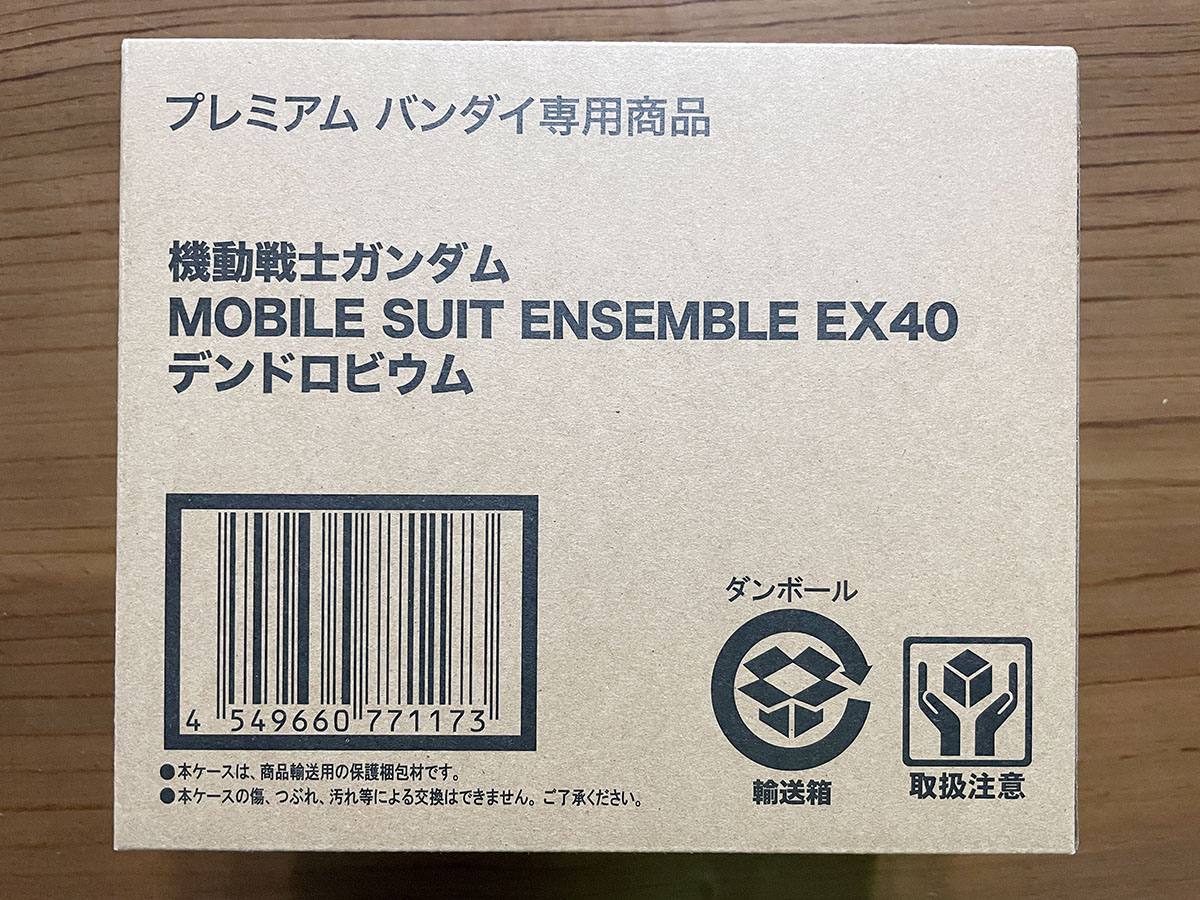 プレミアム バンダイ専用商品
機動戦士ガンダム
MOBILE SUIT ENSEMBLE EX40
デンドロビウム
4 549660 771173
●本ケースは、商品輸送用の保護梱包材です。
●本ケースの傷、つぶれ、汚れ等による交換はできません。ご了承ください。
ダンボール
輸送箱
取扱注意